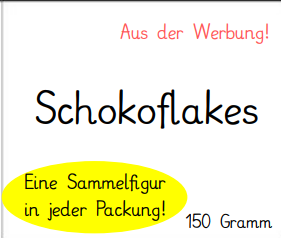 Aus der Werbung!
Schokoflakes
Eine Sammelfigur
in jeder Packung!
150 Gramm